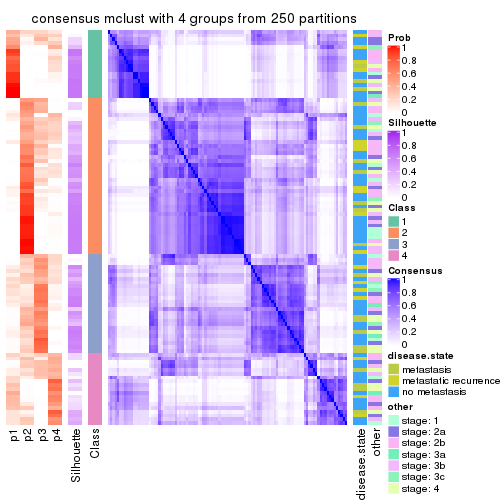 consensus mclust with 4 groups from 250 partitions
Prob
1
0.8
0.6
0.4
0.2
0
Silhouette
1
0.8
0.6
0.4
0.2
0
Class
1
2
3
4
Consensus
1
0.8
0.6
0.4
0.2
0
disease.state
metastasis
metastatic recurrence
no metastasis
other
stage: 1
stage: 2a
stage: 2b
stage: 3a
stage: 3b
stage: 3c
stage: 4
p1
p2
p3
p4
Silhouette
Class
disease.state
other